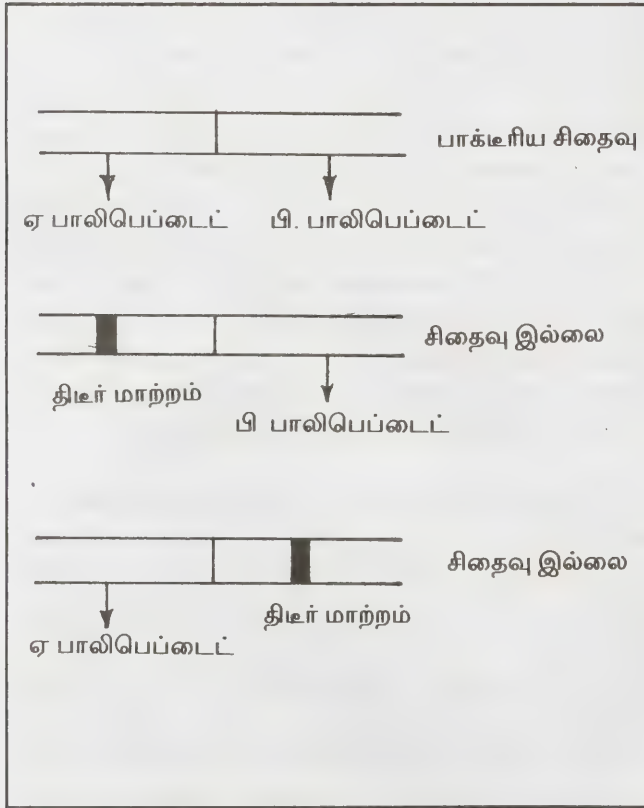 பாக்டீரிய சிதைவு
ஏ பாலிபெப்டைட் பி. பாலிபெப்டைட்
சிதைவு இல்லை
திடீர் மாற்றம்
பி பாலிபெப்டைட்
சிதைவு இல்லை
திடீர் மாற்றம்
ஏ பாலிபெப்டைட்